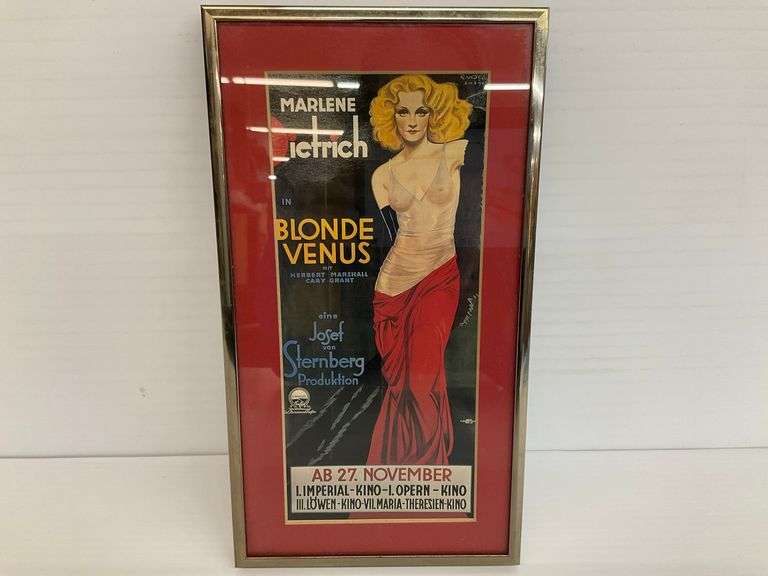 MARLENE
Dietrich
IN
BLONDE
VENUS
MIT
HERBERT MARSHALL
CARY GRANT
eine
Josef
von
Sternberg
Produktion
AB 27. NOVEMBER
I.IMPERIAL-KINO-I.OPERN-KINO
III.LÖWEN-KINO-VII.MARIA-THERESIEN-KINO